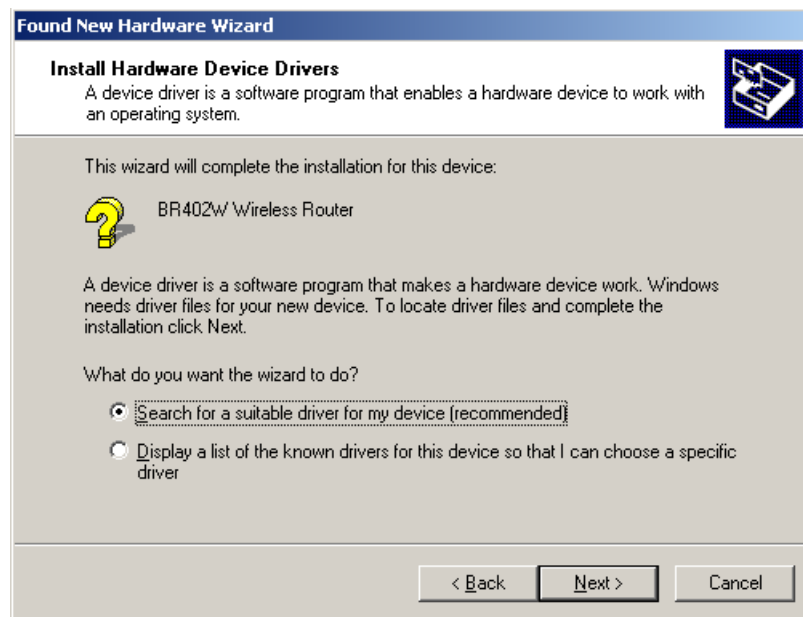 Found New Hardware Wizard
Install Hardware Device Drivers
A device driver is a software program that enables a hardware device to work with
an operating system.
This wizard will complete the installation for this device:
BR402W Wireless Router
A device driver is a software program that makes a hardware device work. Windows
needs driver files for your new device. To locate driver files and complete the
installation click Next.
What do you want the wizard to do?
Search for a suitable driver for my device (recommended)
Display a list of the known drivers for this device so that I can choose a specific
driver
< Back
Next >
Cancel